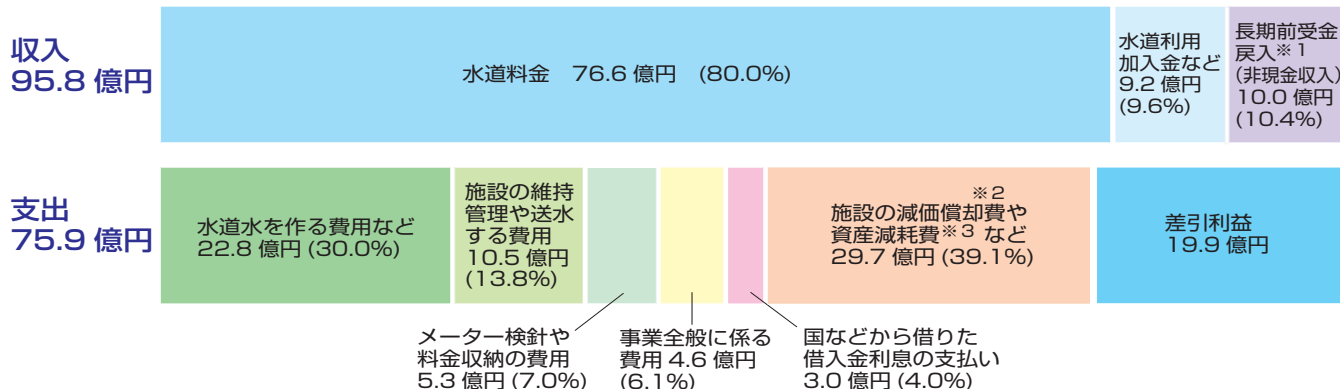 収入
95.8 億円
水道料金 76.6 億円 (80.0%)
水道利用
加入金など
9.2 億円
(9.6%)
長期前受金
戻入※1
(非現金収入)
10.0 億円
(10.4%)
支出
75.9 億円
水道水を作る費用など
22.8 億円 (30.0%)
施設の維持
管理や送水
する費用
10.5 億円
(13.8%)
※2
施設の減価償却費や
資産減耗費※3 など
29.7 億円 (39.1%)
差引利益
19.9 億円
メーター検針や
料金収納の費用
5.3 億円 (7.0%)
事業全般に係る
費用 4.6 億円
(6.1%)
国などから借りた
借入金利息の支払い
3.0 億円 (4.0%)